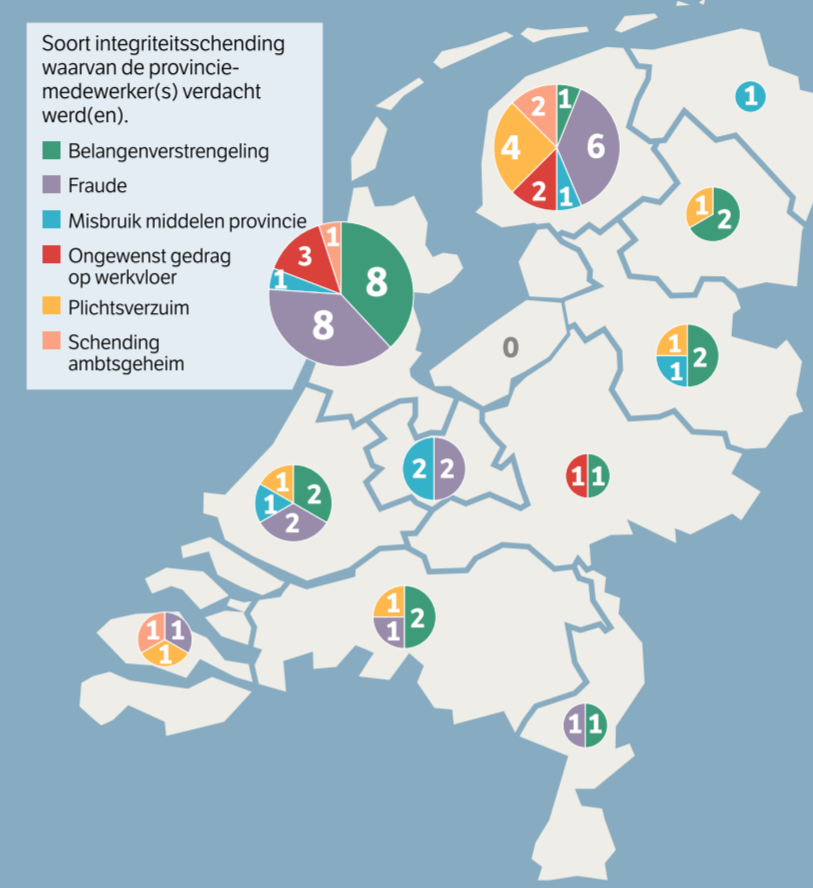 Soort integriteitsschending
waarvan de provincie-
medewerker(s) verdacht
werd(en).
Belangenverstrengeling
Fraude
Misbruik middelen provincie
Ongewenst gedrag
op werkvloer
Plichtsverzuim
Schending
ambtsgeheim
1
2 1
4 6
2 1
1 2
1
3 8
1
8
0
1 2
1
2 2
1 1
1 2
1
2
1 2
1
1 1
1
1 1